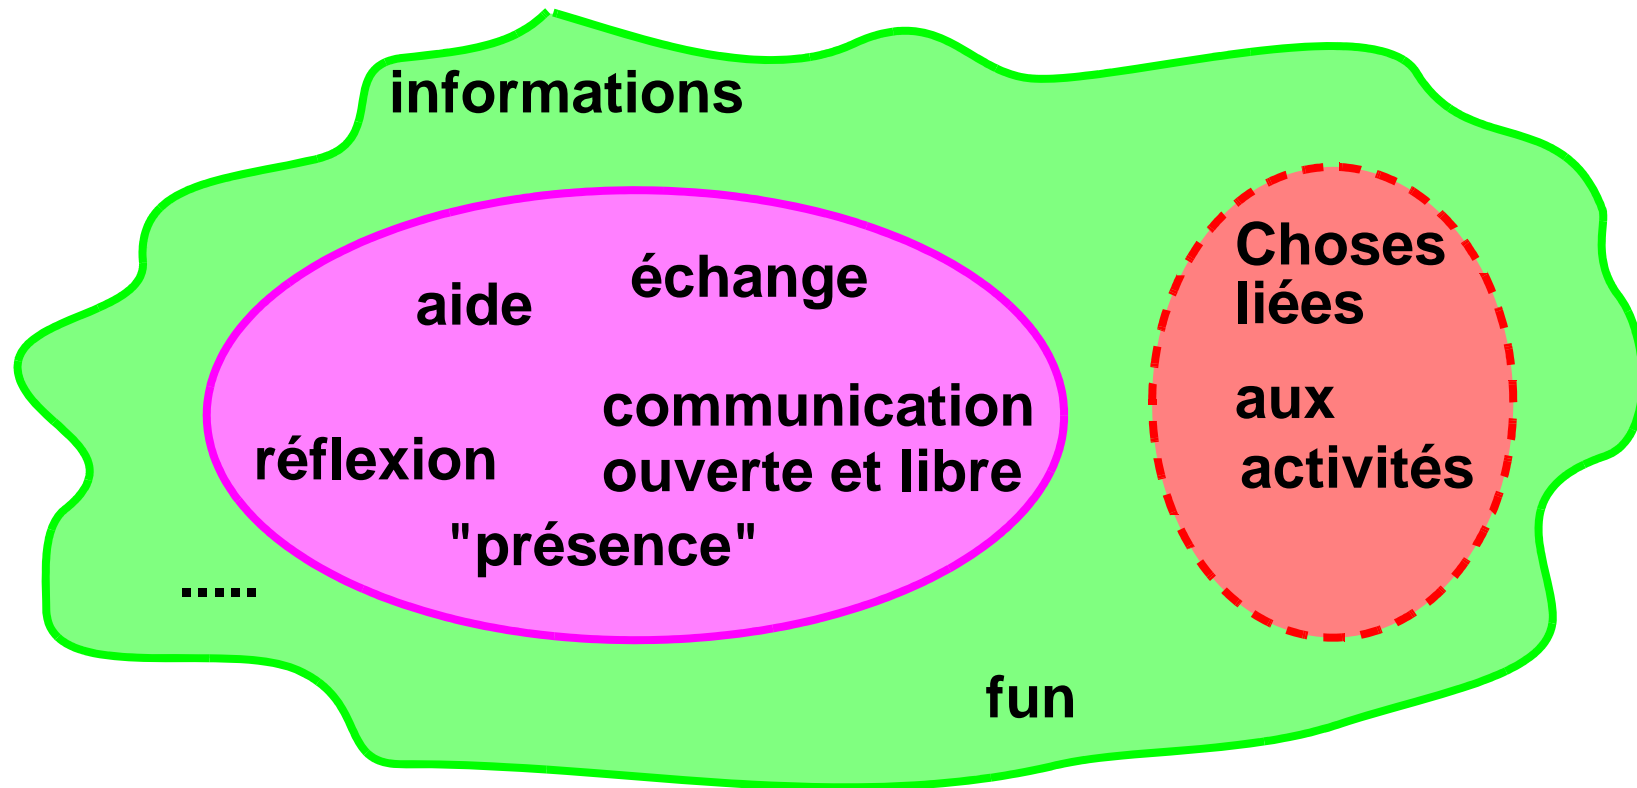 informations
aide
échange
réflexion
communication
ouverte et libre
"présence"
.....
Choses
liées
aux
activités
fun